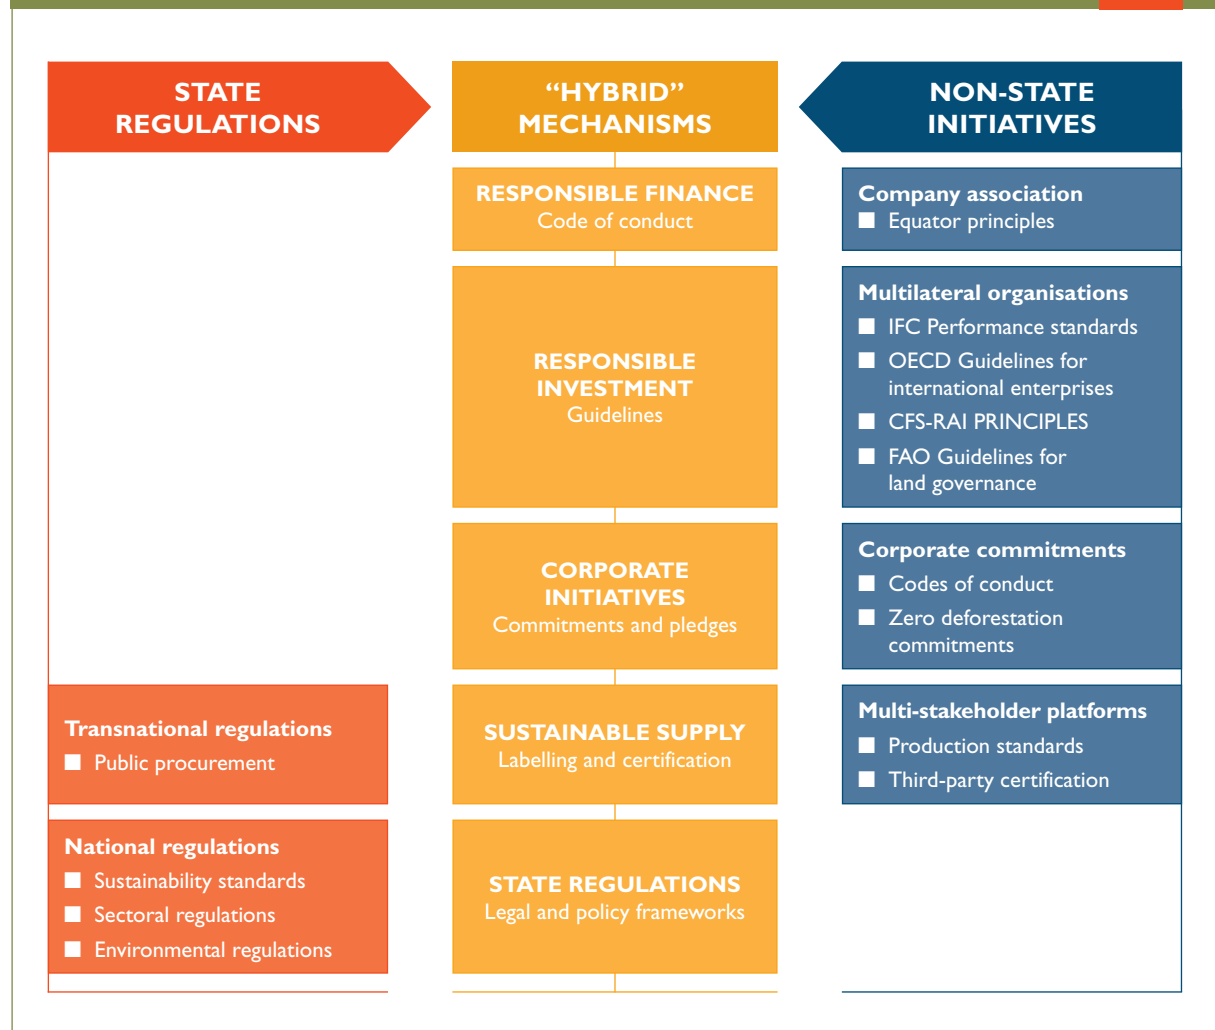 STATE
REGULATIONS
“HYBRID”
MECHANISMS
NON-STATE
INITIATIVES
RESPONSIBLE FINANCE
Code of conduct
Company association
■ Equator principles
RESPONSIBLE
INVESTMENT
Guidelines
Multilateral organisations
■ IFC Performance standards
■ OECD Guidelines for
international enterprises
■ CFS-RAI PRINCIPLES
■ FAO Guidelines for
land governance
CORPORATE
INITIATIVES
Commitments and pledges
Corporate commitments
■ Codes of conduct
■ Zero deforestation
commitments
Transnational regulations
■ Public procurement
SUSTAINABLE SUPPLY
Labelling and certification
Multi-stakeholder platforms
■ Production standards
■ Third-party certification
National regulations
■ Sustainability standards
■ Sectoral regulations
■ Environmental regulations
STATE REGULATIONS
Legal and policy frameworks